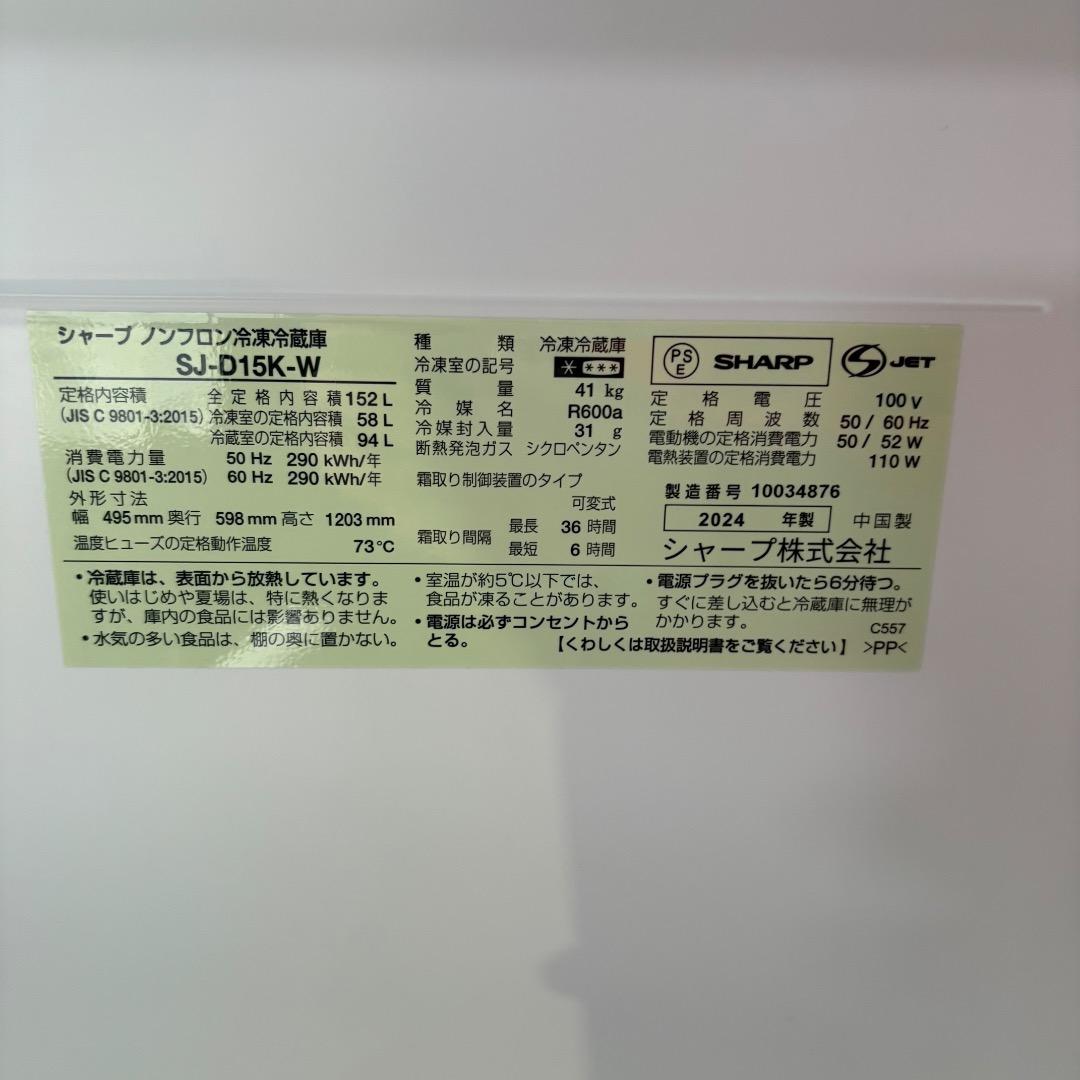 シャープ ノンフロン冷凍冷蔵庫
SJ-D15K-W
定格内容積 全定格内容積 152 L
(JIS C 9801-3:2015) 冷凍室の定格内容積 58 L
冷蔵室の定格内容積 94 L
消費電力量 50 Hz 290 kWh/年
(JIS C 9801-3:2015) 60 Hz 290 kWh/年
外形寸法
幅 495 mm 奥行 598 mm 高さ 1203 mm
温度ヒューズの定格動作温度 73℃
種類 冷凍冷蔵庫
冷凍室の記号 * ***
質量 41 kg
冷媒名 R600a
冷媒封入量 31 g
断熱発泡ガス シクロペンタン
霜取り制御装置のタイプ
可変式
霜取り間隔 最長 36 時間
最短 6 時間
PSE SHARP JET
定格電圧 100 V
定格周波数 50 / 60 Hz
電動機の定格消費電力 50 / 52 W
電熱装置の定格消費電力 110 W
製造番号 10034876
2024 年製 中国製
シャープ株式会社
・冷蔵庫は、表面から放熱しています。
使いはじめや夏場は、特に熱くなりま
すが、庫内の食品には影響ありません。
・水気の多い食品は、棚の奥に置かない。
・室温が約5℃以下では、
食品が凍ることがあります。
・電源は必ずコンセントから
とる。
・電源プラグを抜いたら6分待つ。
すぐに差し込むと冷蔵庫に無理が
かかります。
C557
【くわしくは取扱説明書をご覧ください】 >PP<